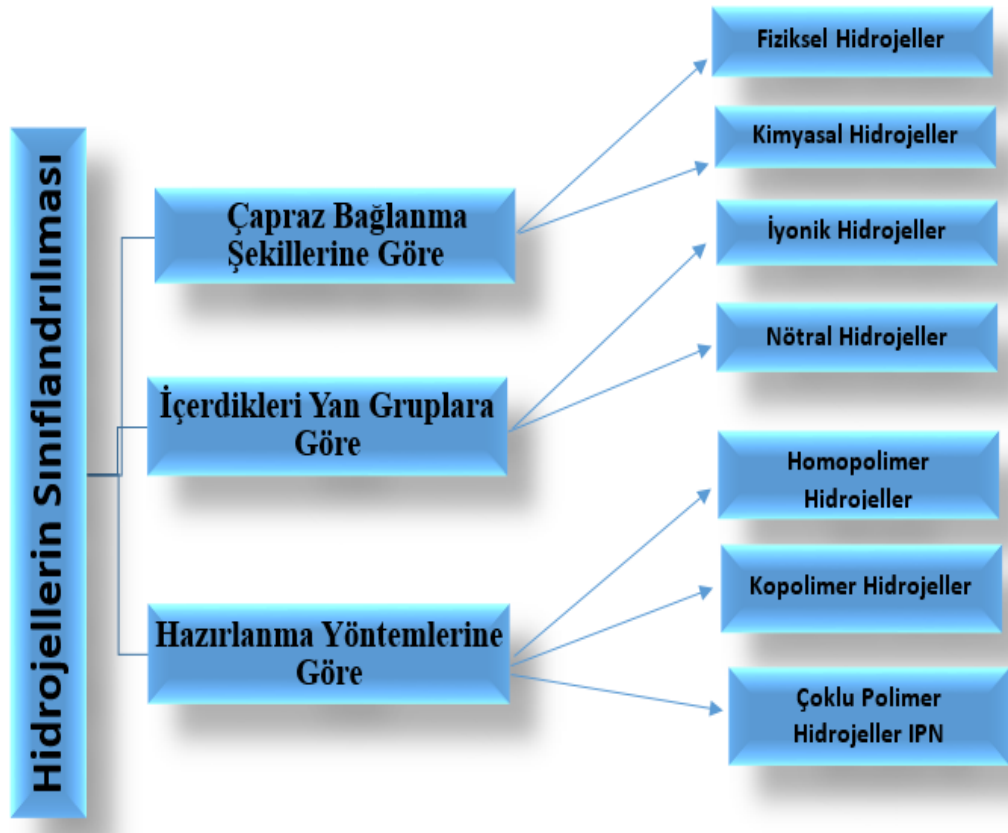 Hidrojellerin Sınıflandırılıması
Çapraz Bağlanma
Şekillerine Göre
Fiziksel Hidrojeller
Kimyasal Hidrojeller
İçerdikleri Yan Gruplara
Göre
İyonik Hidrojeller
Nötral Hidrojeller
Hazırlanma Yöntemlerine
Göre
Homopolimer
Hidrojeller
Kopolimer Hidrojeller
Çoklu Polimer
Hidrojeller IPN